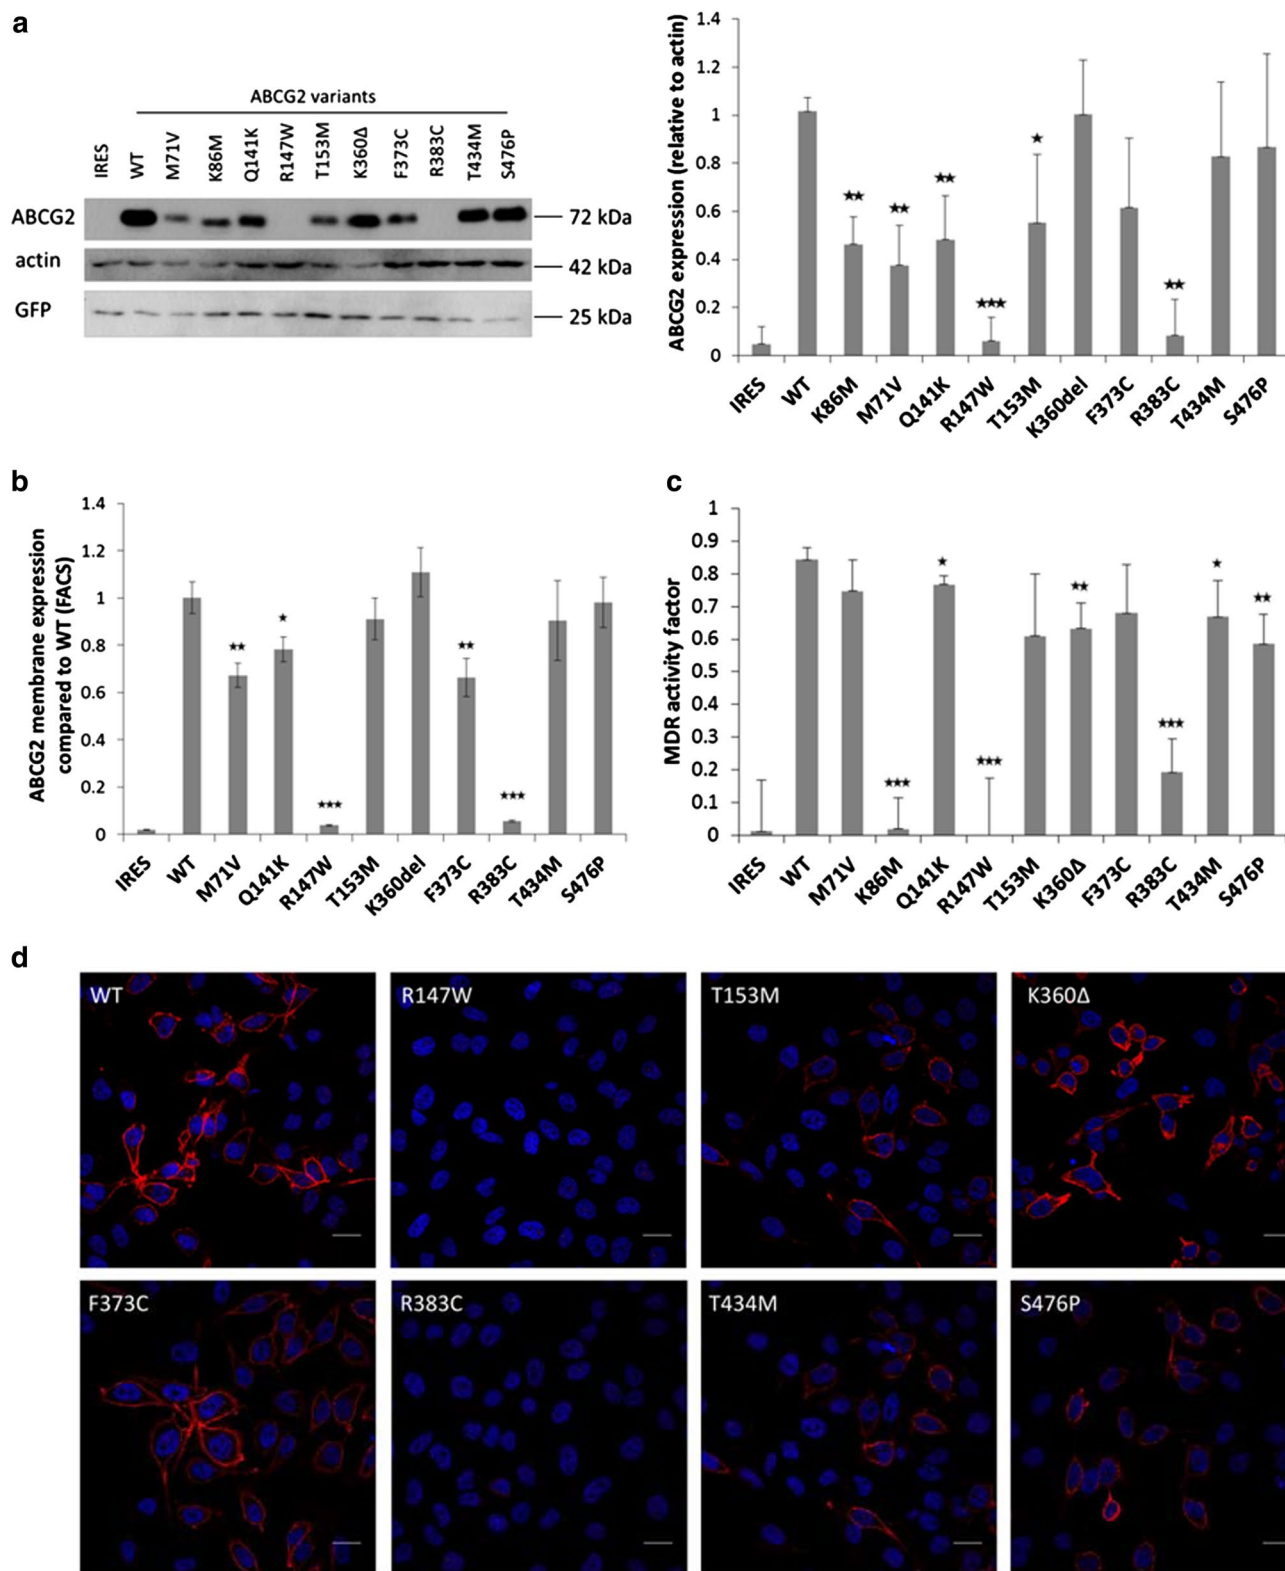 a
ABCG2 variants
IRES
WT
M71V
K86M
Q141K
R147W
T153M
K360Δ
F373C
R383C
T434M
S476P
ABCG2
72 kDa
actin
42 kDa
GFP
25 kDa
ABCG2 expression (relative to actin)
1.4
1.2
1
0.8
0.6
0.4
0.2
0
★★
★★
★★
★★★
★
★★
IRES
WT
K86M
M71V
Q141K
R147W
T153M
K360del
F373C
R383C
T434M
S476P
b
ABCG2 membrane expression
compared to WT (FACS)
1.4
1.2
1
0.8
0.6
0.4
0.2
0
★★
★
★★★
★★
★★★
IRES
WT
M71V
Q141K
R147W
T153M
K360del
F373C
R383C
T434M
S476P
c
MDR activity factor
1
0.9
0.8
0.7
0.6
0.5
0.4
0.3
0.2
0.1
0
★★★
★
★★★
★★
★★★
★
★★
IRES
WT
M71V
K86M
Q141K
R147W
T153M
K360Δ
F373C
R383C
T434M
S476P
d
WT
R147W
T153M
K360Δ
F373C
R383C
T434M
S476P